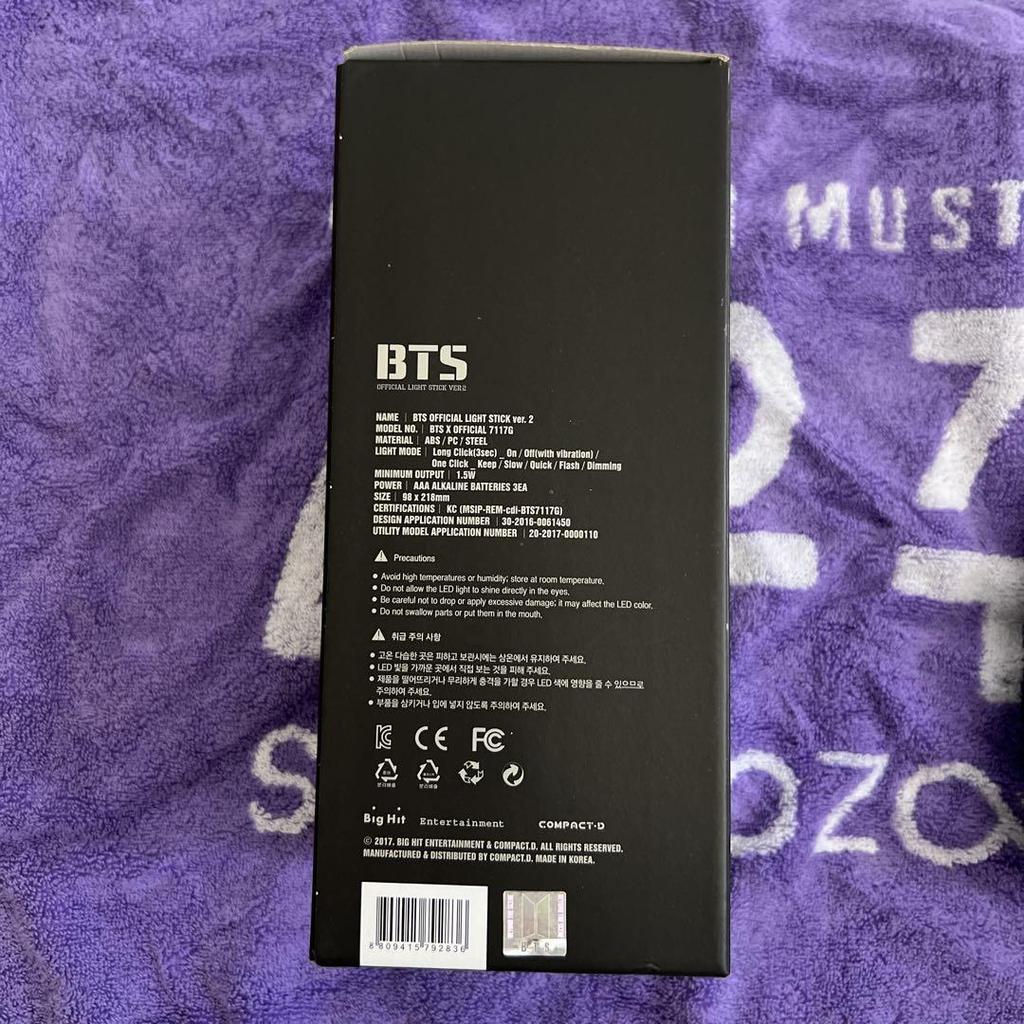 MUST
07
BTS
OFFICIAL LIGHT STICK VER2
NAME | BTS OFFICIAL LIGHT STICK ver. 2
MODEL NO. | BTS X OFFICIAL 7117G
MATERIAL | ABS / PC / STEEL
LIGHT MODE | Long Click(3sec) _ On / Off(with vibration) /
One Click _ Keep / Slow / Quick / Flash / Dimming
MINIMUM OUTPUT | 1.5W
POWER | AAA ALKALINE BATTERIES 3EA
SIZE | 98 x 218mm
CERTIFICATIONS | KC (MSIP-REM-cdi-BTS7117G)
DESIGN APPLICATION NUMBER | 30-2016-0061450
UTILITY MODEL APPLICATION NUMBER | 20-2017-0000110
Precautions
• Avoid high temperatures or humidity; store at room temperature.
• Do not allow the LED light to shine directly in the eyes.
• Be careful not to drop or apply excessive damage; it may affect the LED color.
• Do not swallow parts or put them in the mouth.
취급 주의 사항
• 고온 다습한 곳은 피하고 보관시에는 상온에서 유지하여 주세요.
• LED 빛을 가까운 곳에서 직접 보는 것을 피해 주세요.
• 제품을 떨어뜨리거나 무리하게 충격을 가할 경우 LED 색에 영향을 줄 수 있으므로
주의하여 주세요.
• 부품을 삼키거나 입에 넣지 않도록 주의하여 주세요.
KC CE FC
Big Hit Entertainment COMPACT·D
© 2017. BIG HIT ENTERTAINMENT & COMPACT.D. ALL RIGHTS RESERVED.
MANUFACTURED & DISTRIBUTED BY COMPACT.D. MADE IN KOREA.
8 809415 792836
BTS